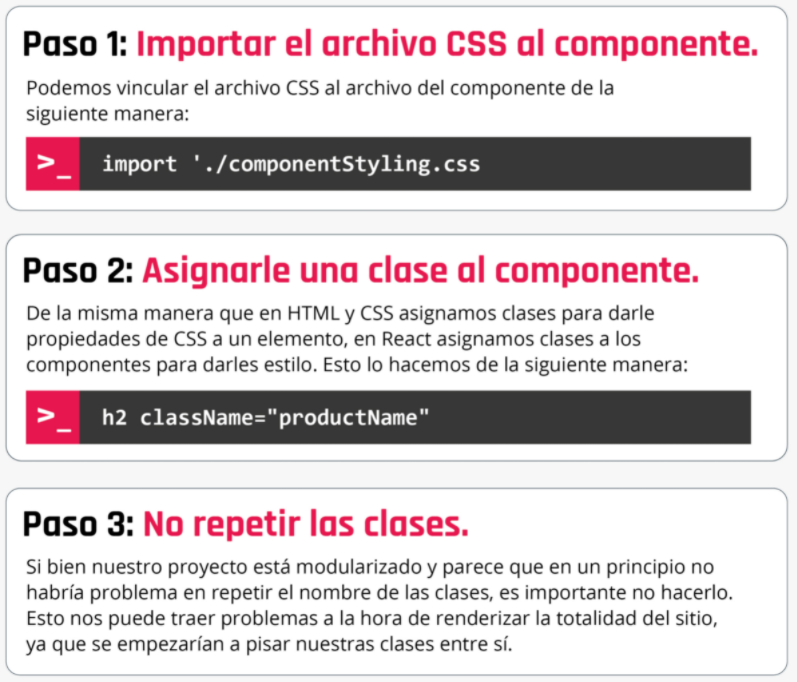 Paso 1: Importar el archivo CSS al componente.
Podemos vincular el archivo CSS al archivo del componente de la
siguiente manera:
>_ import './componentStyling.css
Paso 2: Asignarle una clase al componente.
De la misma manera que en HTML y CSS asignamos clases para darle
propiedades de CSS a un elemento, en React asignamos clases a los
componentes para darles estilo. Esto lo hacemos de la siguiente manera:
>_ h2 className="productName"
Paso 3: No repetir las clases.
Si bien nuestro proyecto está modularizado y parece que en un principio no
habría problema en repetir el nombre de las clases, es importante no hacerlo.
Esto nos puede traer problemas a la hora de renderizar la totalidad del sitio,
ya que se empezarían a pisar nuestras clases entre sí.